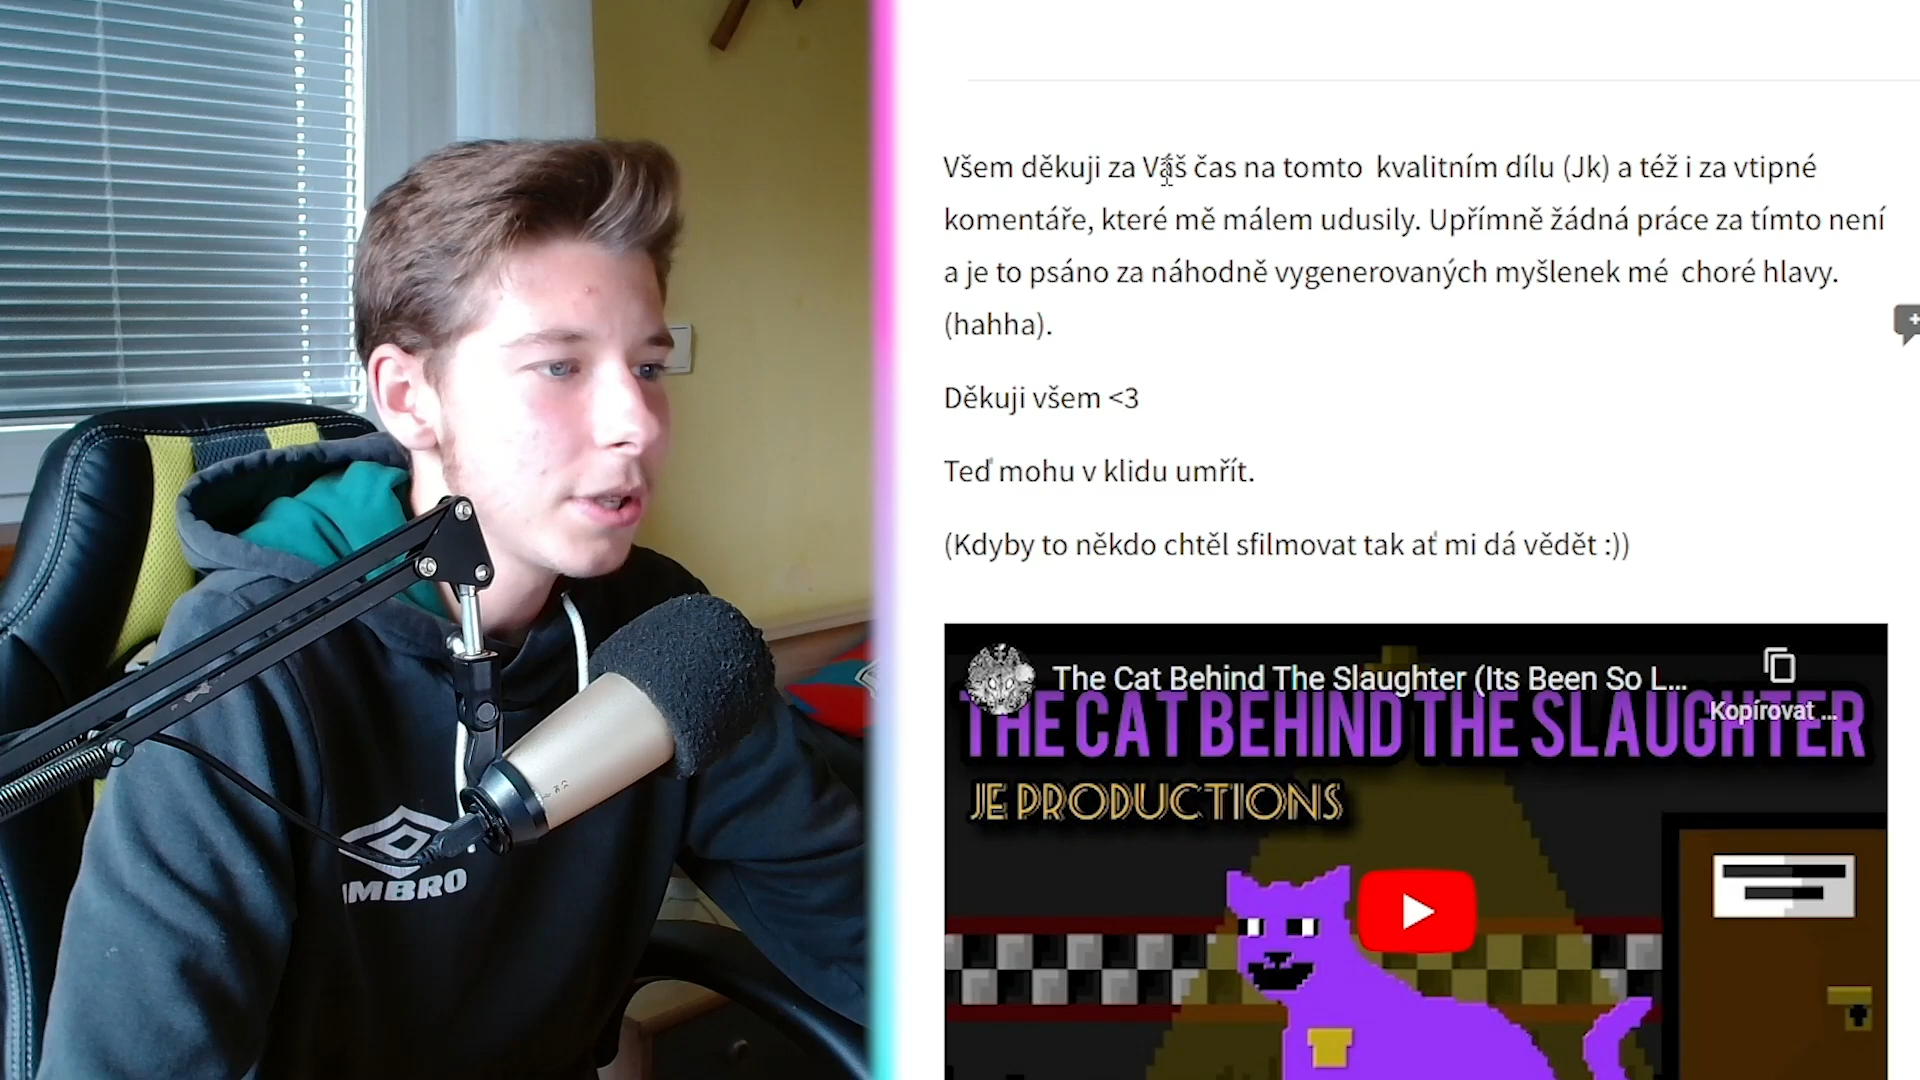 Všem děkuji za Váš čas na tomto  kvalitním dílu (Jk) a též i za vtipné
komentáře, které mě málem udusily. Upřímně žádná práce za tímto není
a je to psáno za náhodně vygenerovaných myšlenek mé  choré hlavy.
(hahha).
Děkuji všem <3
Teď mohu v klidu umřít.
(Kdyby to někdo chtěl sfilmovat tak ať mi dá vědět :))
The Cat Behind The Slaughter (Its Been So L...
Kopírovat ...
THE CAT BEHIND THE SLAUGHTER
JE PRODUCTIONS
UMBRO